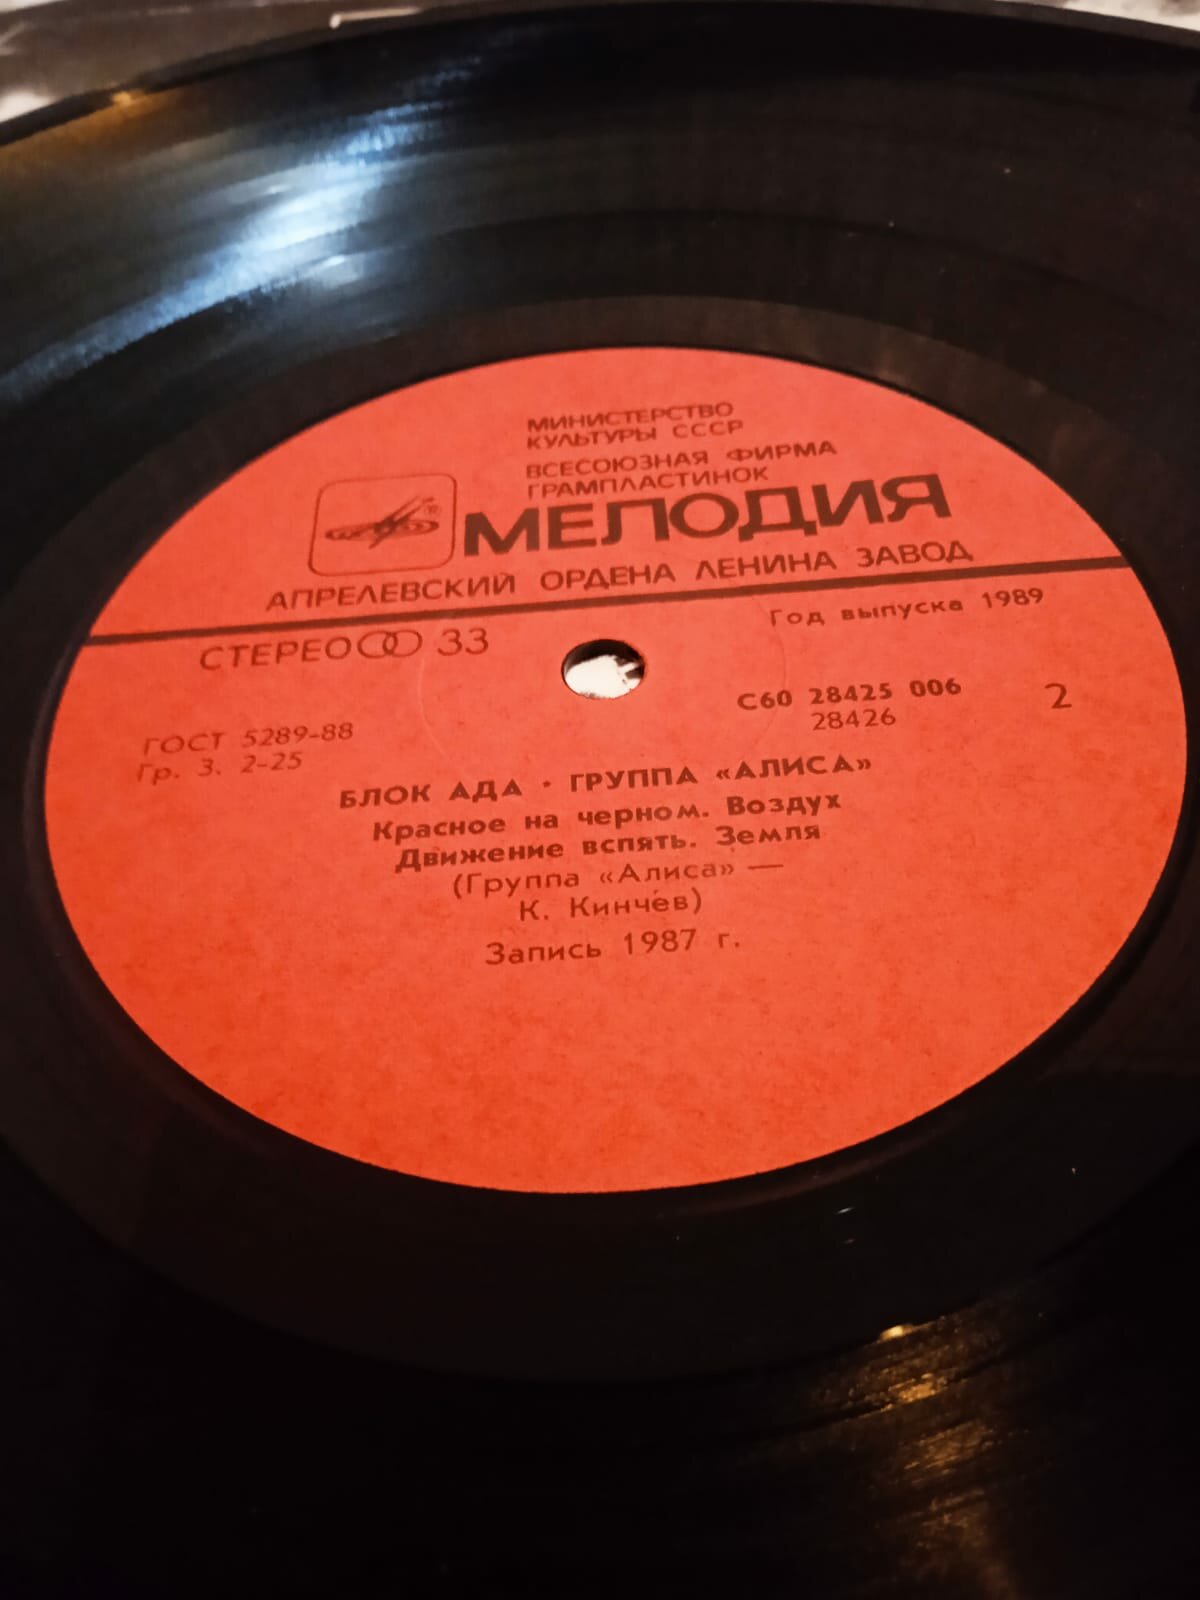 МИНИСТЕРСТВО
КУЛЬТУРЫ СССР
ВСЕСОЮЗНАЯ ФИРМА
ГРАМПЛАСТИНОК
®
МЕЛОДИЯ
АПРЕЛЕВСКИЙ ОРДЕНА ЛЕНИНА ЗАВОД
СТЕРЕО 33
Год выпуска 1989
ГОСТ 5289-88
Гр. 3. 2-25
С60 28425 006
28426
2
БЛОК АДА · ГРУППА «АЛИСА»
Красное на черном. Воздух
Движение вспять. Земля
(Группа «Алиса» —
К. Кинчев)
Запись 1987 г.